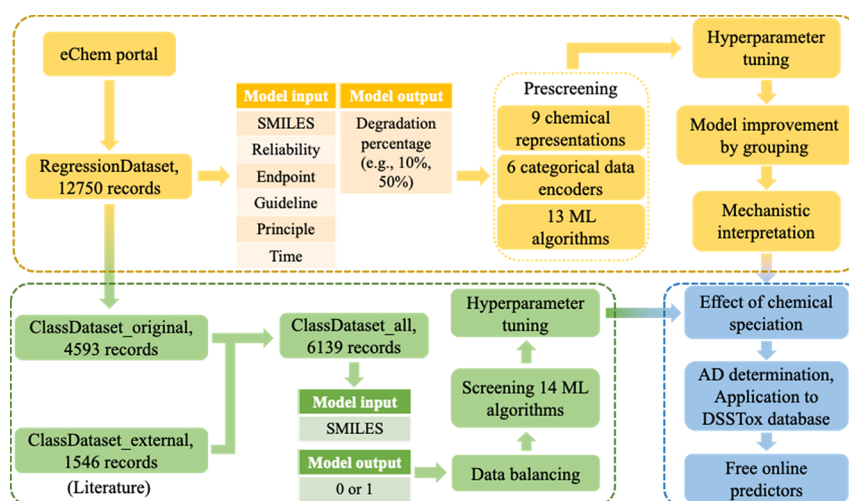 eChem portal
RegressionDataset,
12750 records
Model input
SMILES
Reliability
Endpoint
Guideline
Principle
Time
Model output
Degradation
percentage
(e.g., 10%,
50%)
Prescreening
9 chemical
representations
6 categorical data
encoders
13 ML
algorithms
Hyperparameter
tuning
Model improvement
by grouping
Mechanistic
interpretation
ClassDataset_original,
4593 records
ClassDataset_external,
1546 records
(Literature)
ClassDataset_all,
6139 records
Model input
SMILES
Model output
0 or 1
Data balancing
Screening 14 ML
algorithms
Hyperparameter
tuning
Effect of chemical
speciation
AD determination,
Application to
DSSTox database
Free online
predictors